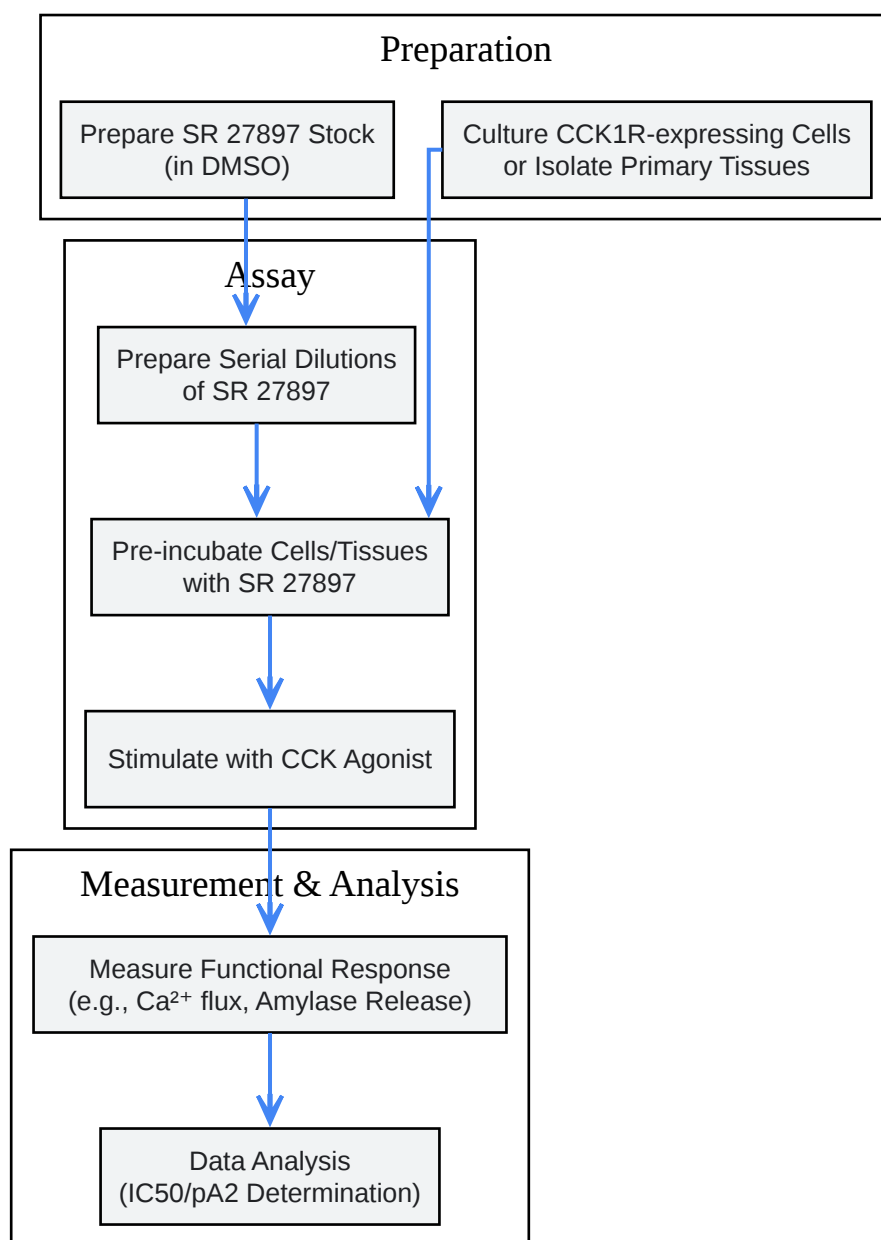 Preparation
Prepare SR 27897 Stock
(in DMSO)
Culture CCK1R-expressing Cells
or Isolate Primary Tissues
Assay
Prepare Serial Dilutions
of SR 27897
Pre-incubate Cells/Tissues
with SR 27897
Stimulate with CCK Agonist
Measurement & Analysis
Measure Functional Response
(e.g., Ca²⁺ flux, Amylase Release)
Data Analysis
(IC50/pA2 Determination)